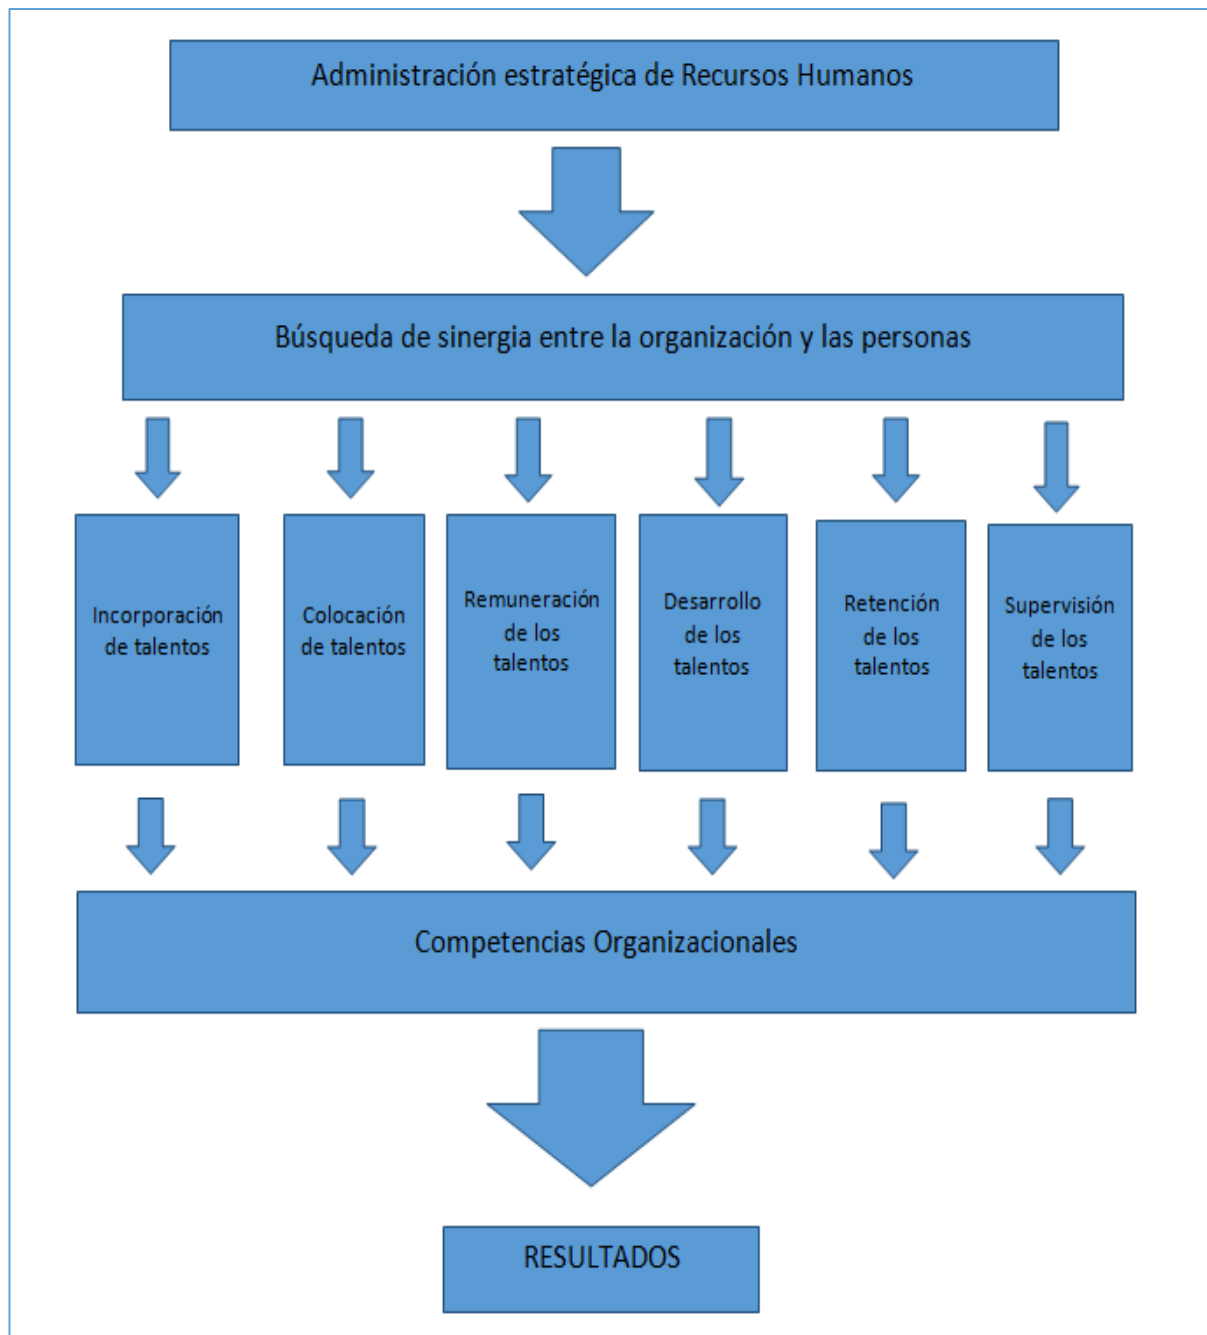 Administración estratégica de Recursos Humanos
Búsqueda de sinergia entre la organización y las personas
Incorporación
de talentos
Colocación
de talentos
Remuneración
de los
talentos
Desarrollo
de los
talentos
Retención
de los
talentos
Supervisión
de los
talentos
Competencias Organizacionales
RESULTADOS